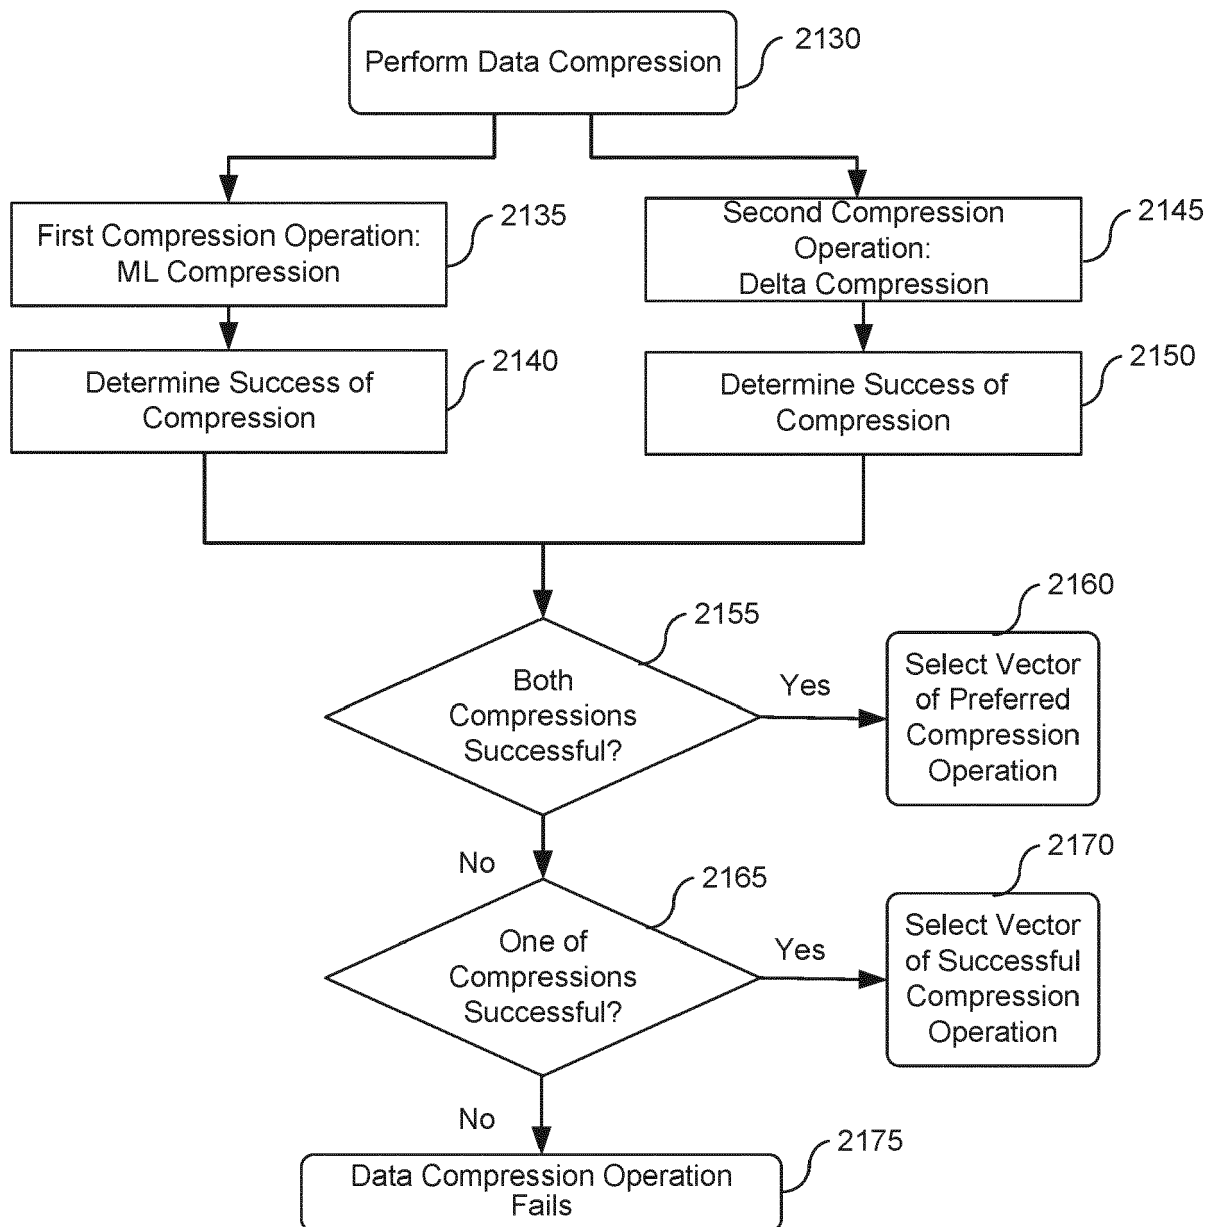 Perform Data Compression
2130
First Compression Operation:
ML Compression
2135
Second Compression
Operation:
Delta Compression
2145
Determine Success of
Compression
2140
Determine Success of
Compression
2150
Both
Compressions
Successful?
2155
Yes
Select Vector
of Preferred
Compression
Operation
2160
No
One of
Compressions
Successful?
2165
Yes
Select Vector
of Successful
Compression
Operation
2170
No
Data Compression Operation
Fails
2175